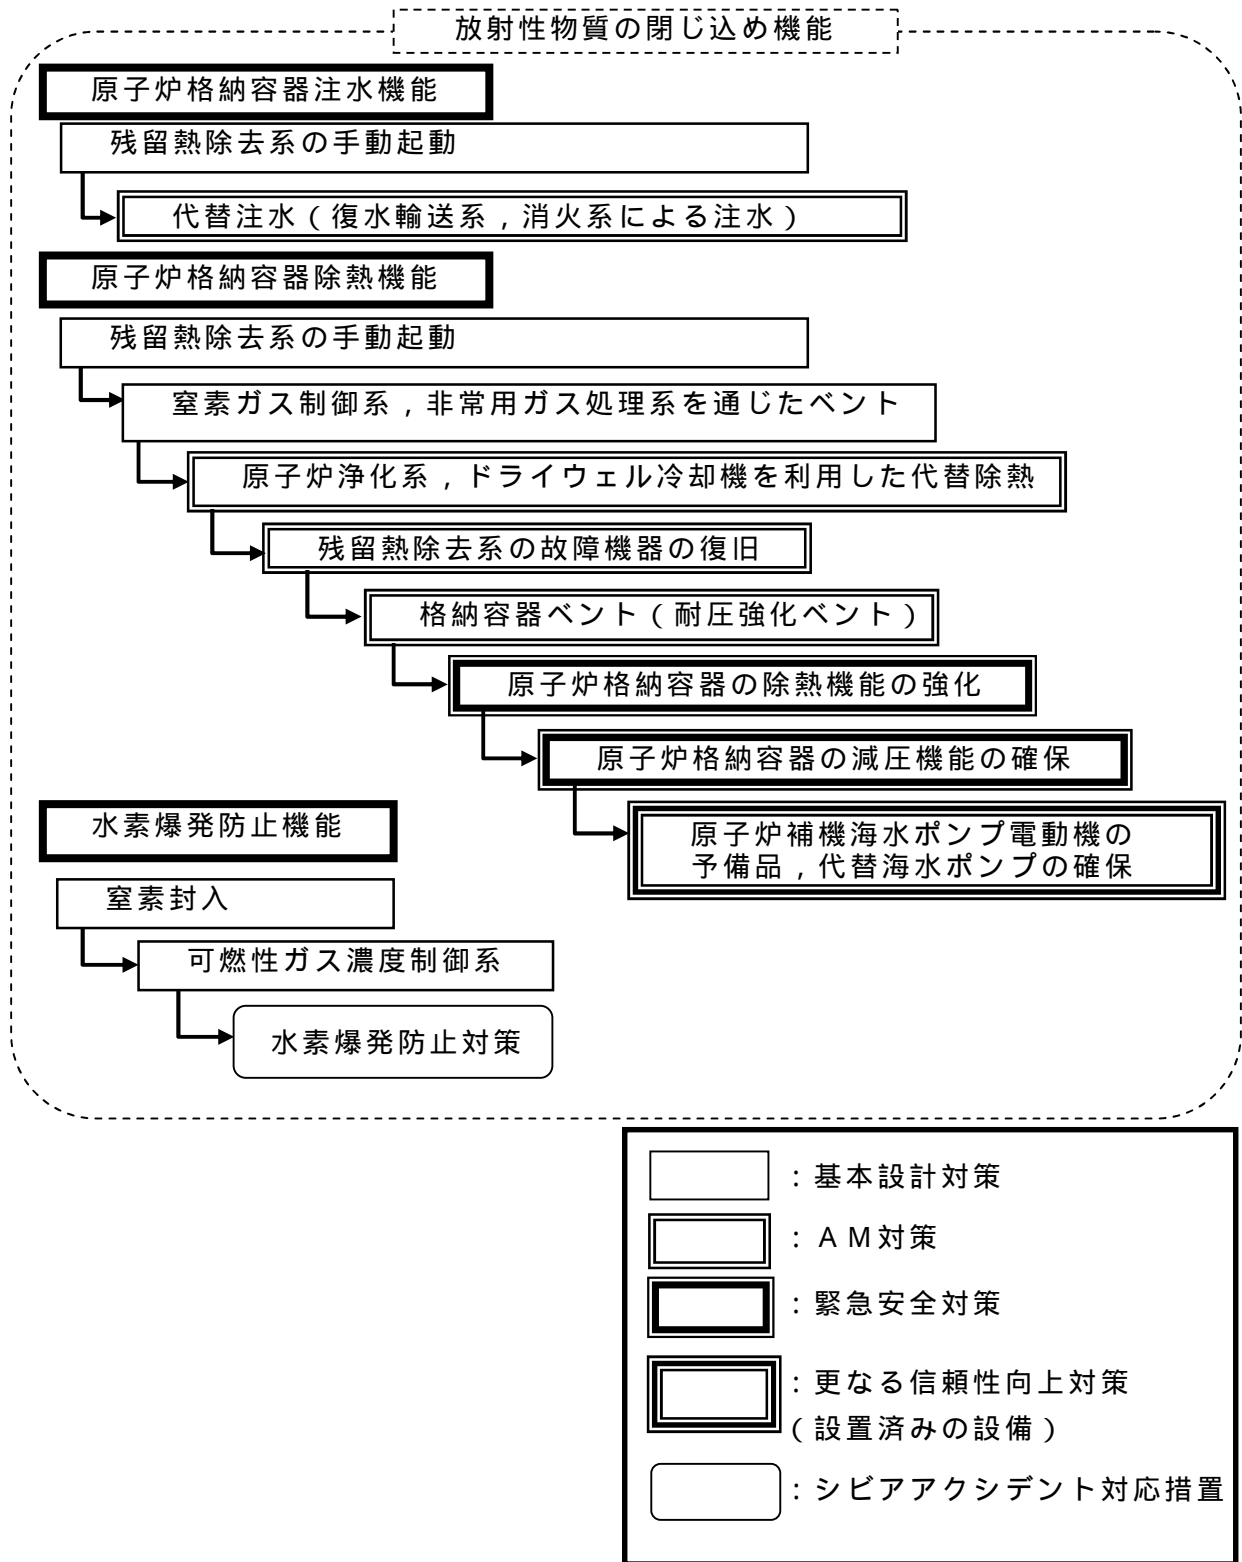 放射性物質の閉じ込め機能
原子炉格納容器注水機能
残留熱除去系の手動起動
代替注水（復水輸送系，消火系による注水）
原子炉格納容器除熱機能
残留熱除去系の手動起動
窒素ガス制御系，非常用ガス処理系を通じたベント
原子炉浄化系，ドライウェル冷却機を利用した代替除熱
残留熱除去系の故障機器の復旧
格納容器ベント（耐圧強化ベント）
原子炉格納容器の除熱機能の強化
原子炉格納容器の減圧機能の確保
原子炉補機海水ポンプ電動機の
予備品，代替海水ポンプの確保
水素爆発防止機能
窒素封入
可燃性ガス濃度制御系
水素爆発防止対策
：基本設計対策
：ＡＭ対策
：緊急安全対策
：更なる信頼性向上対策
（設置済みの設備）
：シビアアクシデント対応措置